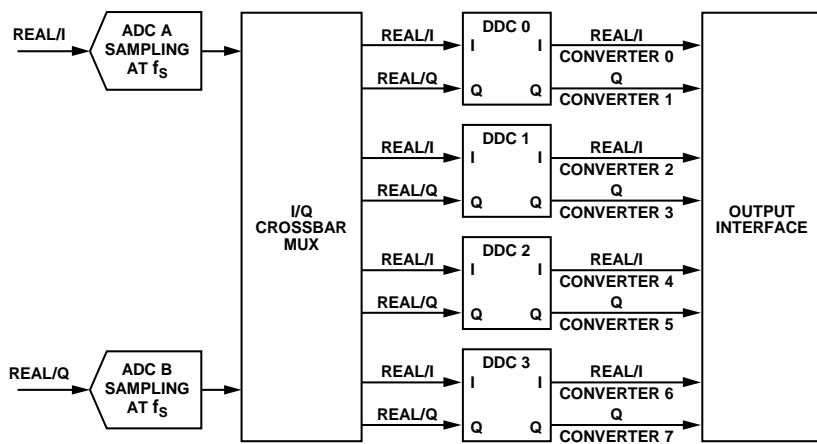 REAL/I
ADC A
SAMPLING
AT fS
REAL/Q
ADC B
SAMPLING
AT fS
I/Q
CROSSBAR
MUX
REAL/I
REAL/Q
DDC 0
I
I
Q
Q
REAL/I
CONVERTER 0
Q
CONVERTER 1
REAL/I
REAL/Q
DDC 1
I
I
Q
Q
REAL/I
CONVERTER 2
Q
CONVERTER 3
REAL/I
REAL/Q
DDC 2
I
I
Q
Q
REAL/I
CONVERTER 4
Q
CONVERTER 5
REAL/I
REAL/Q
DDC 3
I
I
Q
Q
REAL/I
CONVERTER 6
Q
CONVERTER 7
OUTPUT
INTERFACE